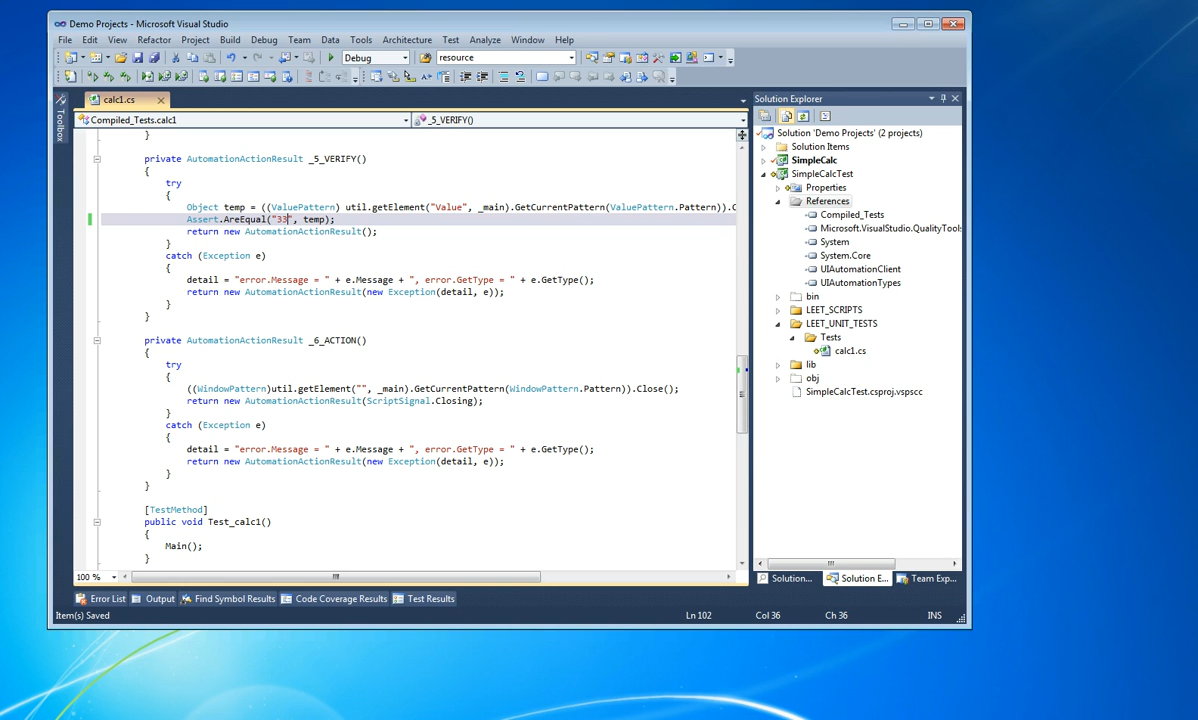 Demo Projects - Microsoft Visual Studio
File Edit View Refactor Project Build Debug Team Data Tools Architecture Test Analyze Window Help
Debug resource
calc1.cs
Toolbox
Compiled_Tests.calc1 _5_VERIFY()
}
private AutomationActionResult _5_VERIFY()
{
try
{
Object temp = ((ValuePattern) util.getElement("Value", _main).GetCurrentPattern(ValuePattern.Pattern)).C
Assert.AreEqual("33", temp);
return new AutomationActionResult();
}
catch (Exception e)
{
detail = "error.Message = " + e.Message + ", error.GetType = " + e.GetType();
return new AutomationActionResult(new Exception(detail, e));
}
}
private AutomationActionResult _6_ACTION()
{
try
{
((WindowPattern)util.getElement("", _main).GetCurrentPattern(WindowPattern.Pattern)).Close();
return new AutomationActionResult(ScriptSignal.Closing);
}
catch (Exception e)
{
detail = "error.Message = " + e.Message + ", error.GetType = " + e.GetType();
return new AutomationActionResult(new Exception(detail, e));
}
}
[TestMethod]
public void Test_calc1()
{
Main();
}
100 %
Solution Explorer
Solution 'Demo Projects' (2 projects)
Solution Items
SimpleCalc
SimpleCalcTest
Properties
References
Compiled_Tests
Microsoft.VisualStudio.QualityTools
System
System.Core
UIAutomationClient
UIAutomationTypes
bin
LEET_SCRIPTS
LEET_UNIT_TESTS
Tests
calc1.cs
lib
obj
SimpleCalcTest.csproj.vspscc
Solution... Solution E... Team Exp...
Error List Output Find Symbol Results Code Coverage Results Test Results
Item(s) Saved Ln 102 Col 36 Ch 36 INS